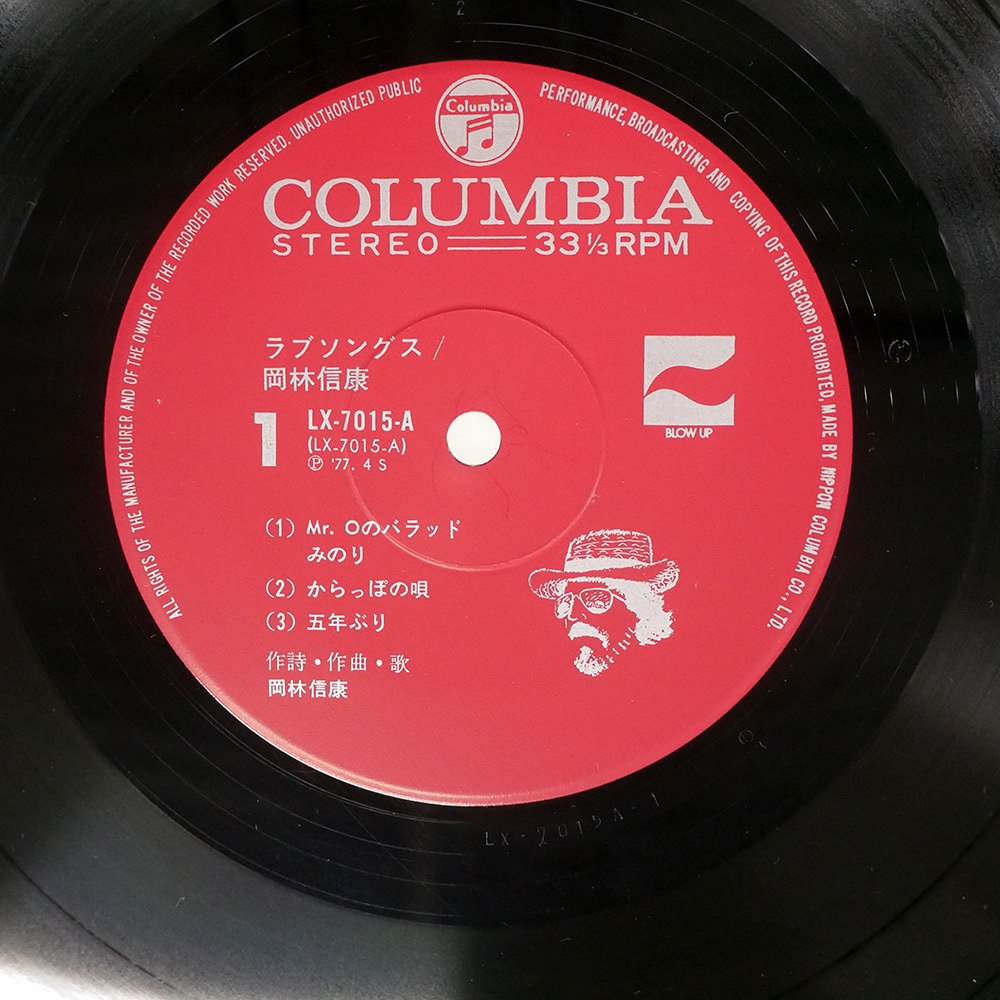 ALL RIGHTS OF THE MANUFACTURER AND OF THE OWNER OF THE RECORDED WORK RESERVED. UNAUTHORIZED PUBLIC PERFORMANCE, BROADCASTING AND COPYING OF THIS RECORD PROHIBITED, MADE BY NIPPON COLUMBIA CO., LTD.
Columbia
COLUMBIA
STEREO 33 1/3 RPM
ラブソングス/
岡林信康
1
LX-7015-A
(LX-7015-A)
Ⓟ '77. 4 S
BLOW UP
(1) Mr. Oのバラッド
みのり
(2) からっぽの唄
(3) 五年ぶり
作詩・作曲・歌
岡林信康
LX-7015A-1
2